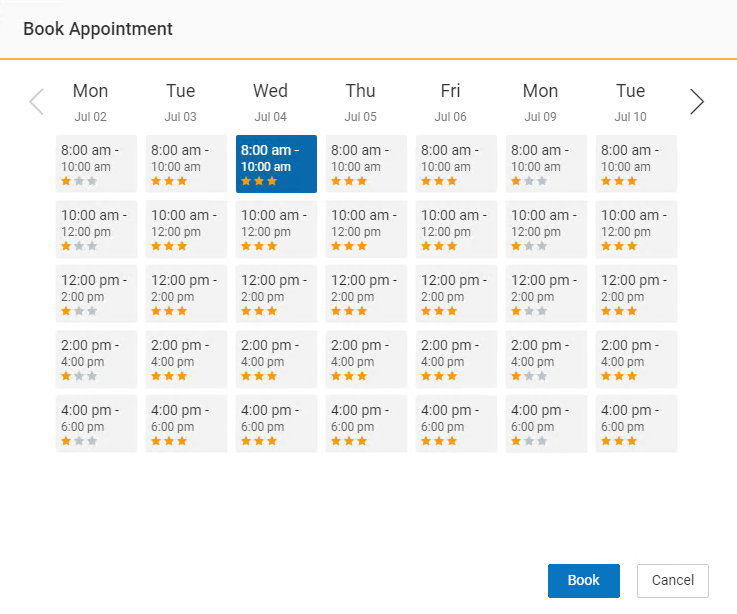 Book Appointment
Mon Tue Wed Thu Fri Mon Tue
Jul 02 Jul 03 Jul 04 Jul 05 Jul 06 Jul 09 Jul 10
8:00 am - 8:00 am - 8:00 am - 8:00 am - 8:00 am - 8:00 am - 8:00 am -
10:00 am 10:00 am 10:00 am 10:00 am 10:00 am 10:00 am 10:00 am
10:00 am - 10:00 am - 10:00 am - 10:00 am - 10:00 am - 10:00 am - 10:00 am -
12:00 pm 12:00 pm 12:00 pm 12:00 pm 12:00 pm 12:00 pm 12:00 pm
12:00 pm - 12:00 pm - 12:00 pm - 12:00 pm - 12:00 pm - 12:00 pm - 12:00 pm -
2:00 pm 2:00 pm 2:00 pm 2:00 pm 2:00 pm 2:00 pm 2:00 pm
2:00 pm - 2:00 pm - 2:00 pm - 2:00 pm - 2:00 pm - 2:00 pm - 2:00 pm -
4:00 pm 4:00 pm 4:00 pm 4:00 pm 4:00 pm 4:00 pm 4:00 pm
4:00 pm - 4:00 pm - 4:00 pm - 4:00 pm - 4:00 pm - 4:00 pm - 4:00 pm -
6:00 pm 6:00 pm 6:00 pm 6:00 pm 6:00 pm 6:00 pm 6:00 pm
Book Cancel